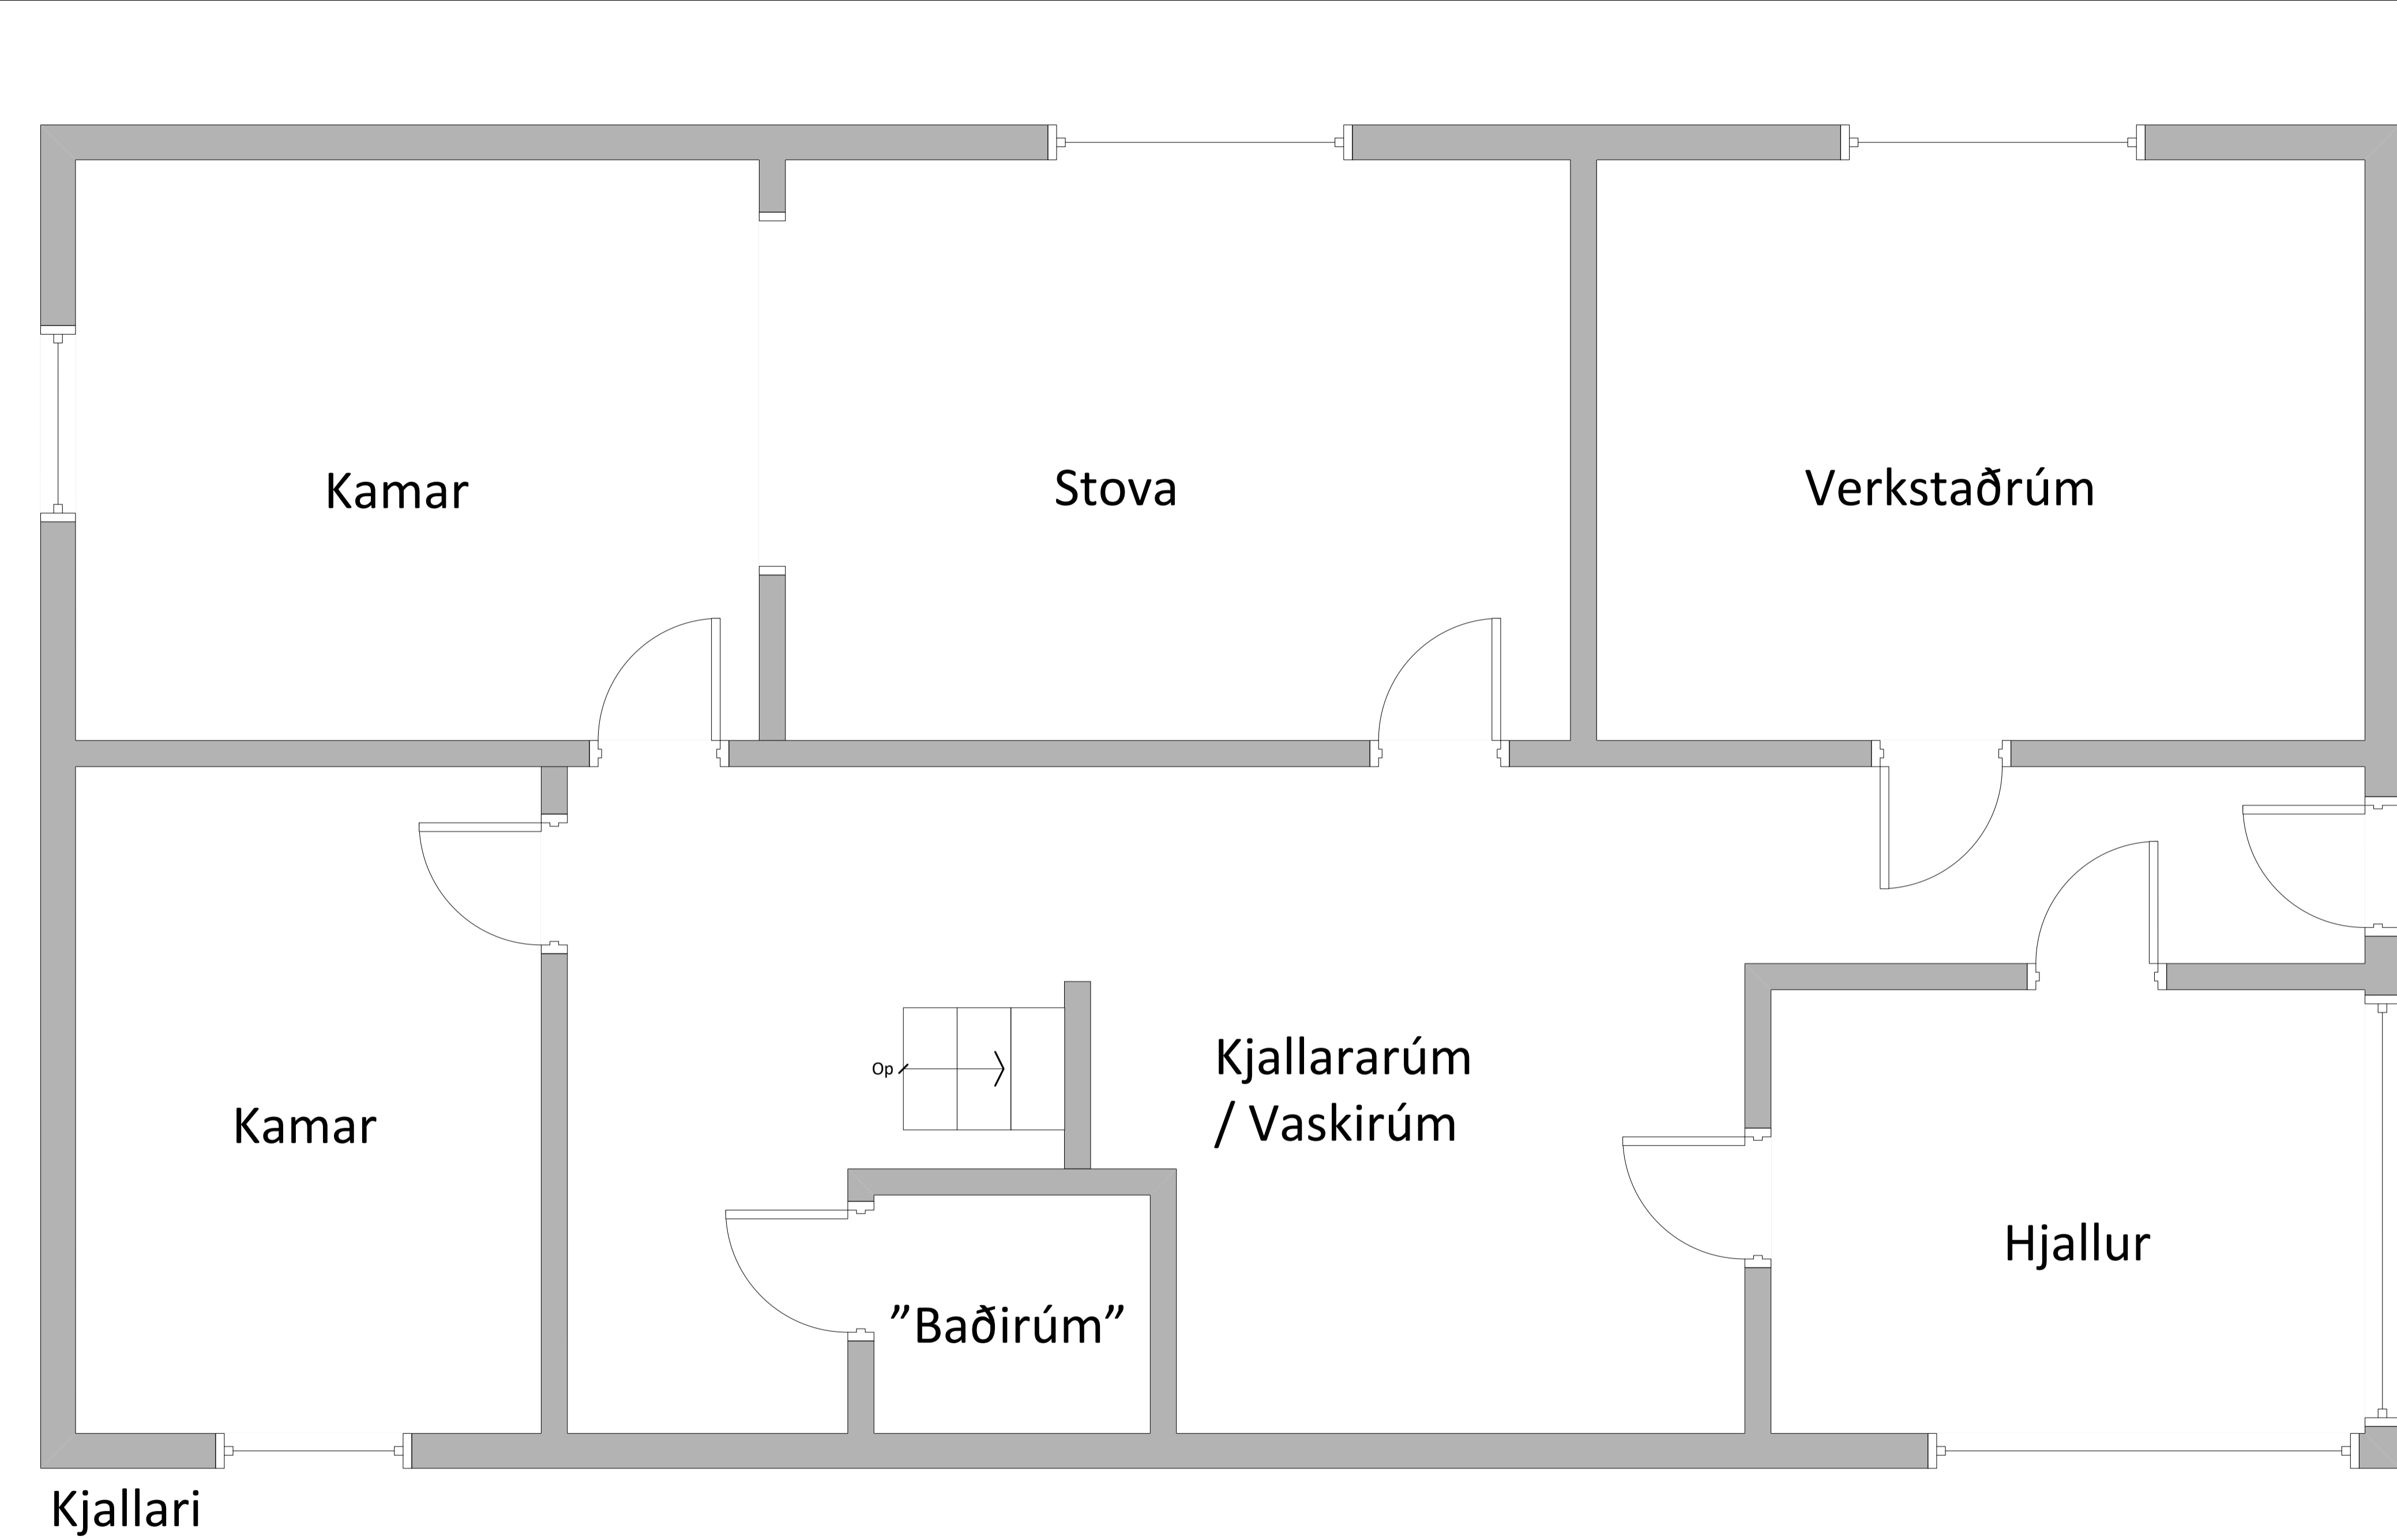 Kamar
Stova
Verkstaðrúm
Op
Kjallararúm
/ Vaskirúm
Kamar
Hjallur
”Baðirúm”
Kjallari